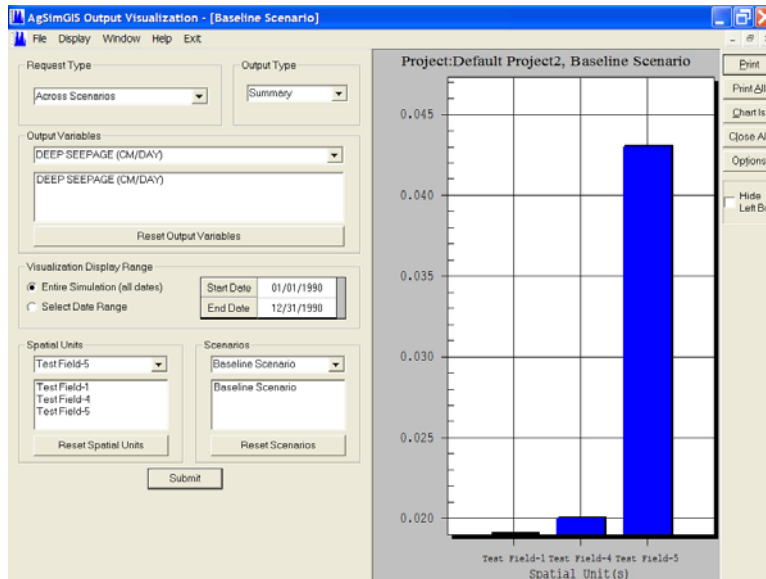 AgSimGIS Output Visualization - [Baseline Scenario]
File Display Window Help Exit
Request Type
Across Scenarios
Output Type
Summary
Output Variables
DEEP SEEPAGE (CM/DAY)
DEEP SEEPAGE (CM/DAY)
Reset Output Variables
Visualization Display Range
Entire Simulation (all dates)
Select Date Range
Start Date 01/01/1990
End Date 12/31/1990
Spatial Units
Test Field-5
Test Field-1
Test Field-4
Test Field-5
Reset Spatial Units
Scenarios
Baseline Scenario
Baseline Scenario
Reset Scenarios
Submit
Project:Default Project2, Baseline Scenario
0.045
0.040
0.035
0.030
0.025
0.020
Test Field-1 Test Field-4 Test Field-5
Spatial Unit(s)
Print
Print All
Chart Is
Close Al
Options
Hide
Left B